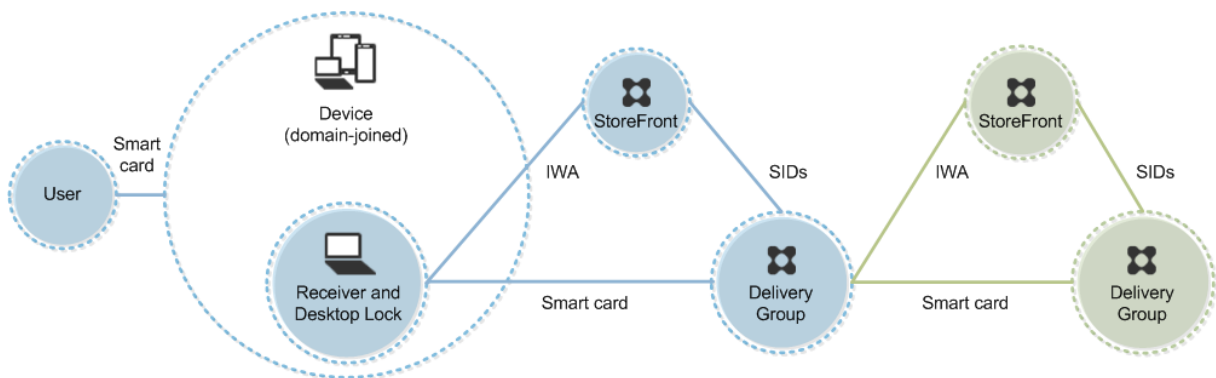 User
Smart
card
Device
(domain-joined)
Receiver and
Desktop Lock
IWA
StoreFront
SIDs
Smart card
Delivery
Group
IWA
StoreFront
SIDs
Smart card
Delivery
Group